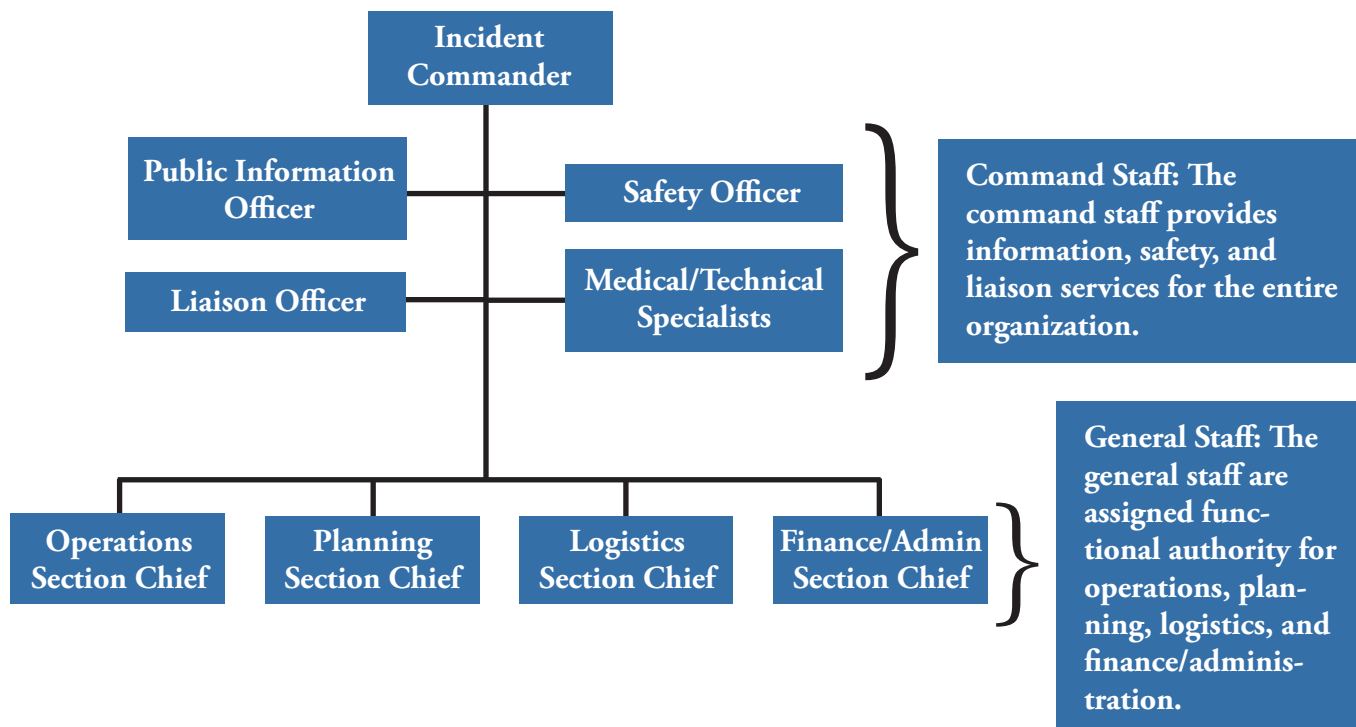 Incident
Commander
Public Information
Officer
Safety Officer
Liaison Officer
Medical/Technical
Specialists
Command Staff: The
command staff provides
information, safety, and
liaison services for the entire
organization.
Operations
Section Chief
Planning
Section Chief
Logistics
Section Chief
Finance/Admin
Section Chief
General Staff: The
general staff are
assigned func-
tional authority for
operations, plan-
ning, logistics, and
finance/adminis-
tration.